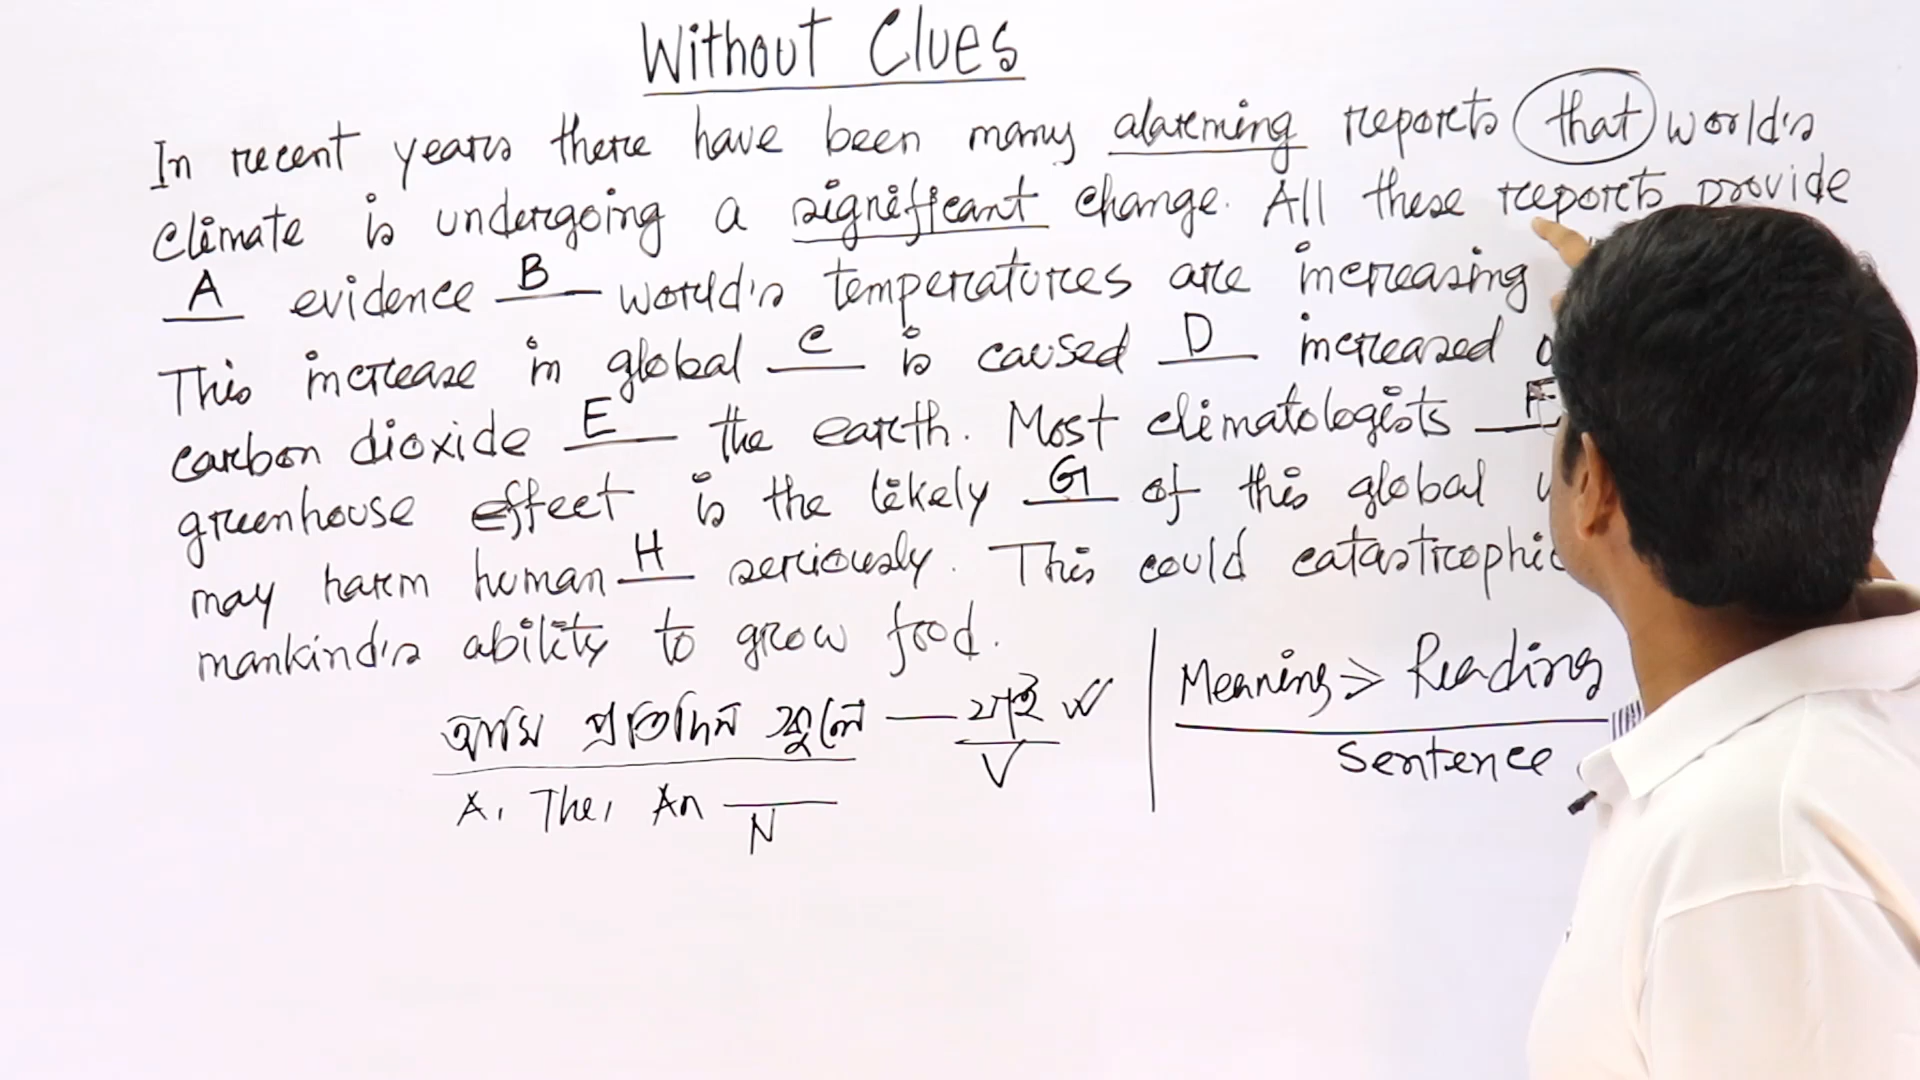 Without Clues
In recent years there have been many alarming reports that world's
climate is undergoing a significant change. All these reports provide
A evidence B world's temperatures are increasing
This increase in global C is caused D increased
carbon dioxide E the earth. Most climatologists F
greenhouse effect is the likely G of this global
may harm human H seriously. This could catastrophic
mankind's ability to grow food.
আমি প্রতিদিন স্কুলে — যাই
V
A, The, An
N
Meaning > Reading
Sentence